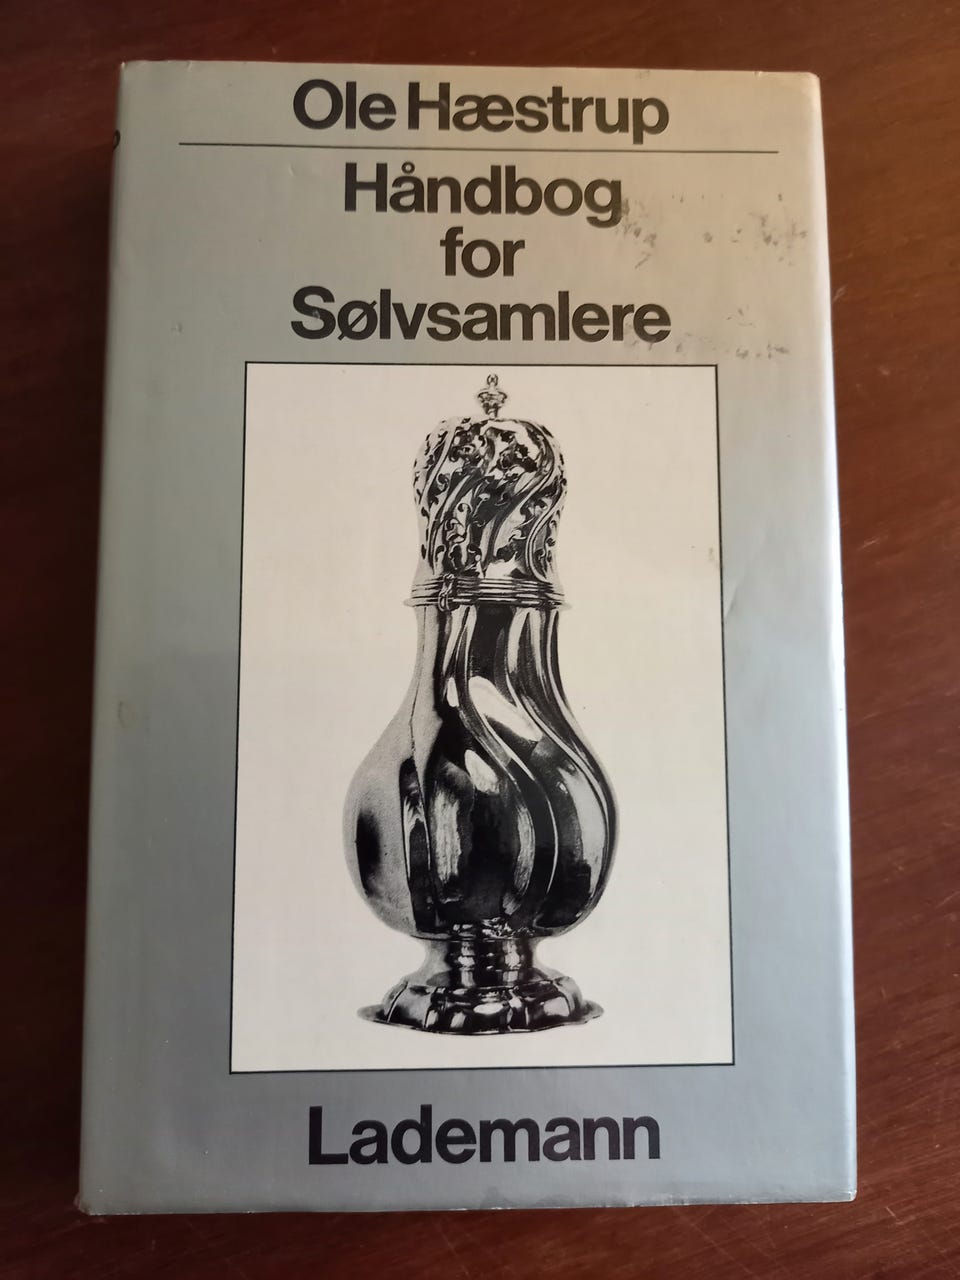 Ole Hæstrup
Håndbog
for
Sølvsamlere
Lademann